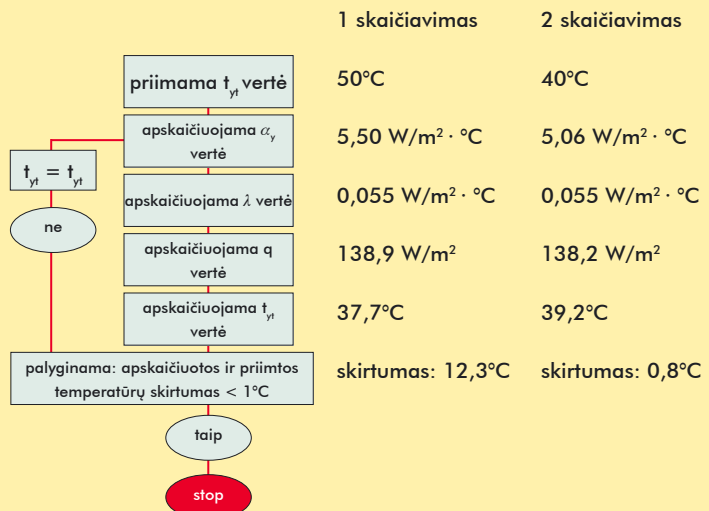 1 skaičiavimas 2 skaičiavimas
priimama t_yt vertė 50°C 40°C
apskaičiuojama α_y
vertė
5,50 W/m² · °C 5,06 W/m² · °C
t_yt = t_yt
apskaičiuojama λ vertė 0,055 W/m² · °C 0,055 W/m² · °C
ne
apskaičiuojama q
vertė
138,9 W/m² 138,2 W/m²
apskaičiuojama t_yt
vertė
37,7°C 39,2°C
palyginama: apskaičiuotos ir priimtos
temperatūrų skirtumas < 1°C
skirtumas: 12,3°C skirtumas: 0,8°C
taip
stop